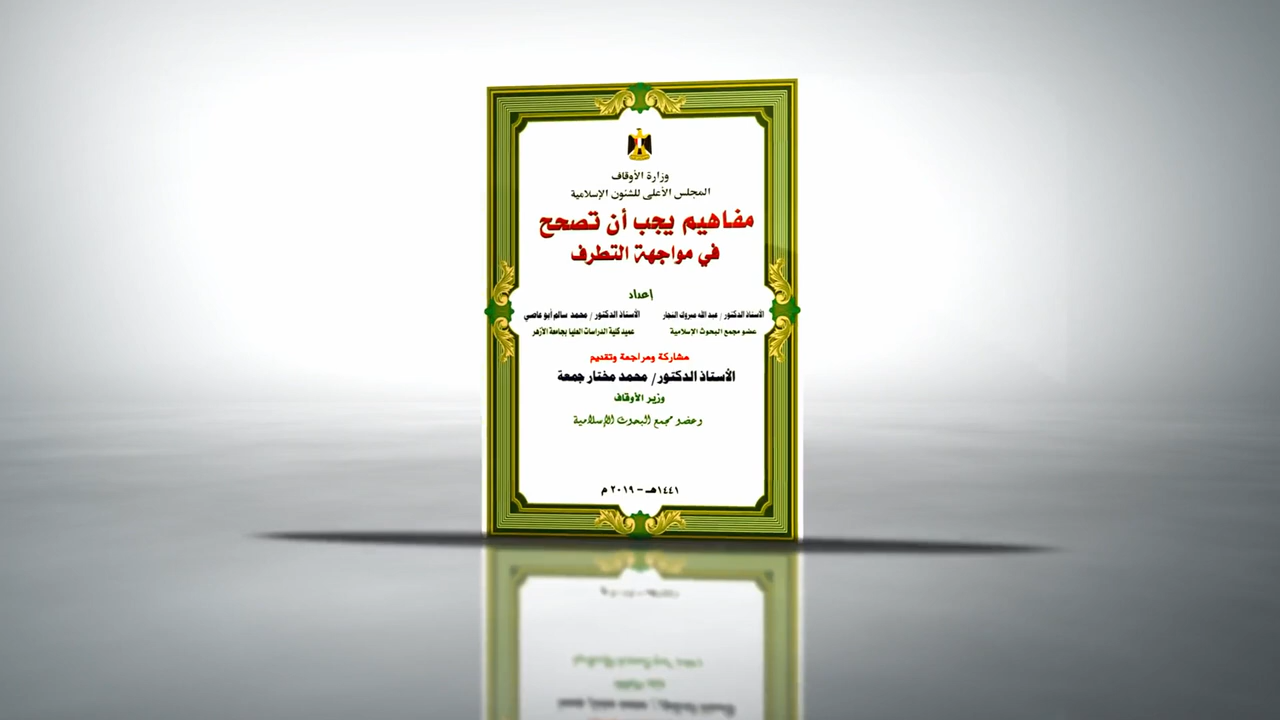 وزارة الأوقاف
المجلس الأعلى للشئون الإسلامية
مفاهيم يجب أن تصحح
في مواجهة التطرف
إعداد
الأستاذ الدكتور / عبد الله مبروك النجار
عضو مجمع البحوث الإسلامية
الأستاذ الدكتور / محمد سالم أبو عاصي
عميد كلية الدراسات العليا بجامعة الأزهر
مشاركة ومراجعة وتقديم
الأستاذ الدكتور / محمد مختار جمعة
وزير الأوقاف
وعضو مجمع البحوث الإسلامية
١٤٤١هـ - ٢٠١٩ م